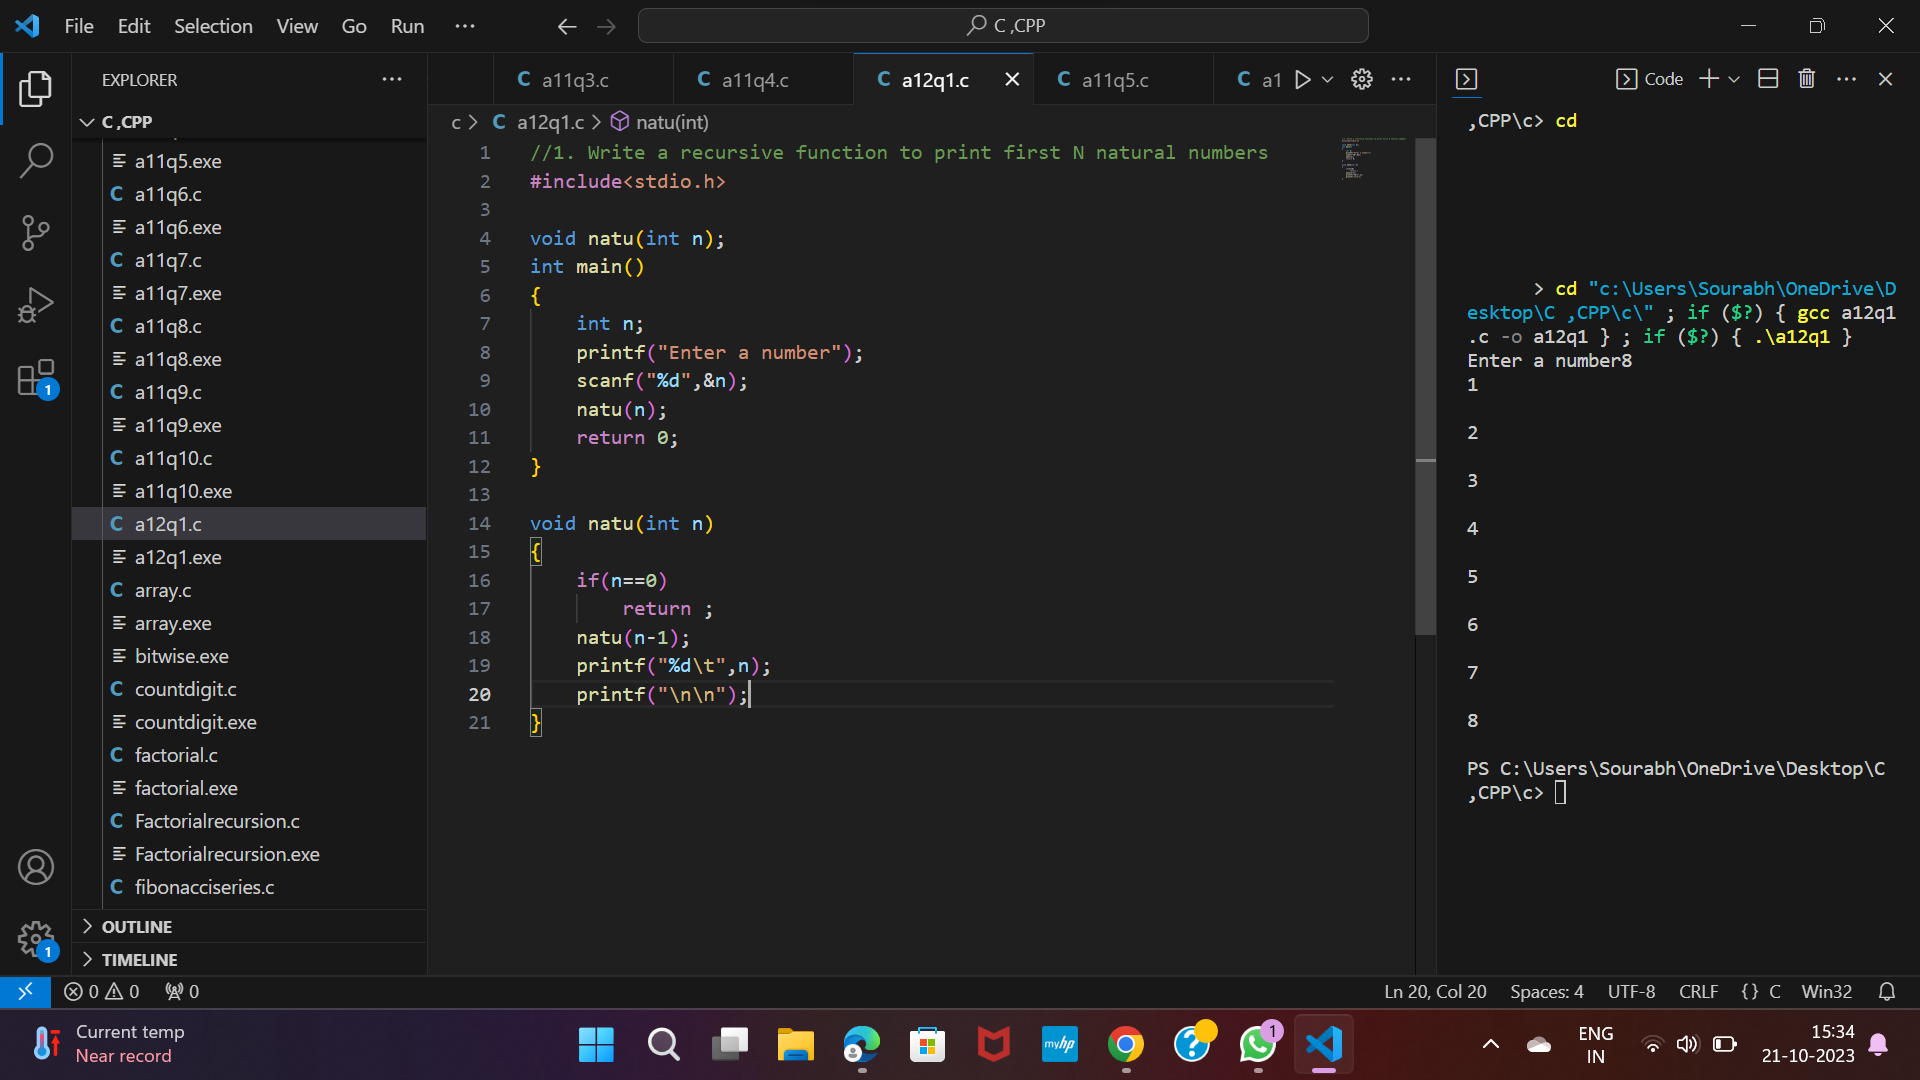 File Edit Selection View Go Run ···
C ,CPP
EXPLORER ···
C ,CPP
a11q5.exe
a11q6.c
a11q6.exe
a11q7.c
a11q7.exe
a11q8.c
a11q8.exe
a11q9.c
a11q9.exe
a11q10.c
a11q10.exe
a12q1.c
a12q1.exe
array.c
array.exe
bitwise.exe
countdigit.c
countdigit.exe
factorial.c
factorial.exe
Factorialrecursion.c
Factorialrecursion.exe
fibonacciseries.c
OUTLINE
TIMELINE
1
1
C a11q3.c C a11q4.c C a12q1.c C a11q5.c C a1
c > C a12q1.c > natu(int)
1 //1. Write a recursive function to print first N natural numbers
2 #include<stdio.h>
3
4 void natu(int n);
5 int main()
6 {
7 int n;
8 printf("Enter a number");
9 scanf("%d",&n);
10 natu(n);
11 return 0;
12 }
13
14 void natu(int n)
15 {
16 if(n==0)
17 return ;
18 natu(n-1);
19 printf("%d\t",n);
20 printf("\n\n");
21 }
Code
,CPP\c> cd
> cd "c:\Users\Sourabh\OneDrive\D
esktop\C ,CPP\c\" ; if ($?) { gcc a12q1
.c -o a12q1 } ; if ($?) { .\a12q1 }
Enter a number8
1
2
3
4
5
6
7
8
PS C:\Users\Sourabh\OneDrive\Desktop\C
,CPP\c>
0 0 0 Ln 20, Col 20 Spaces: 4 UTF-8 CRLF {} C Win32
Current temp
Near record
myhp
1
ENG
IN
15:34
21-10-2023